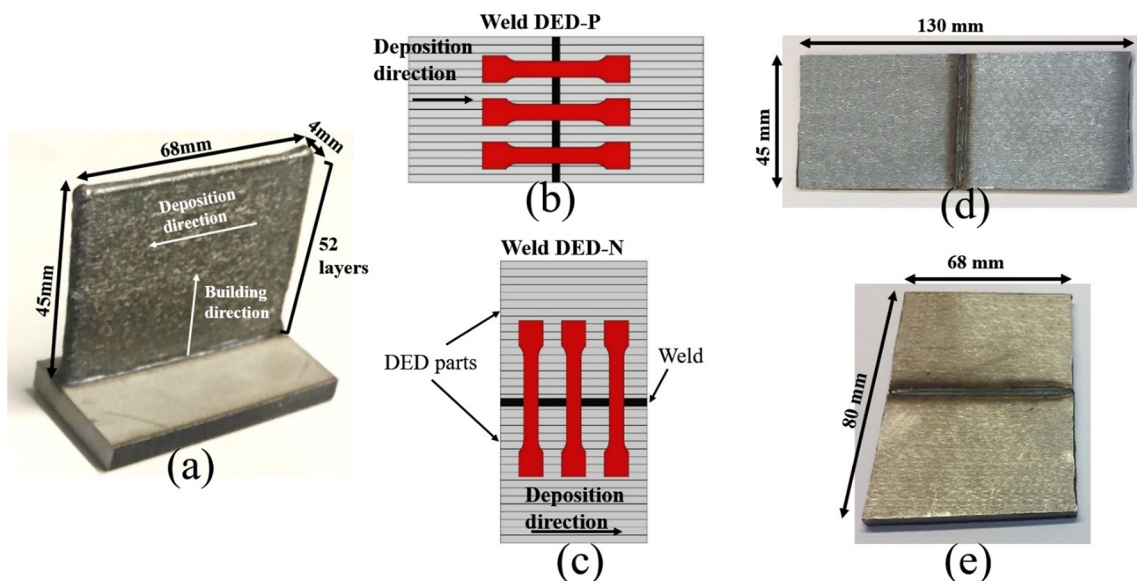 68mm
4mm
Deposition
direction
45mm
52
layers
Building
direction
(a)
Weld DED-P
Deposition
direction
(b)
Weld DED-N
DED parts
Weld
Deposition
direction
(c)
130 mm
45 mm
(d)
68 mm
80 mm
(e)